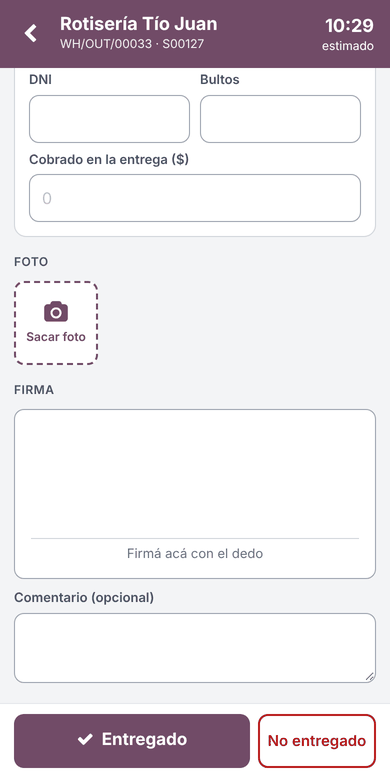 Rotisería Tío Juan
WH/OUT/00033 · S00127
10:29
estimado
DNI
Bultos
Cobrado en la entrega ($)
0
FOTO
Sacar foto
FIRMA
Firmá acá con el dedo
Comentario (opcional)
Entregado
No entregado